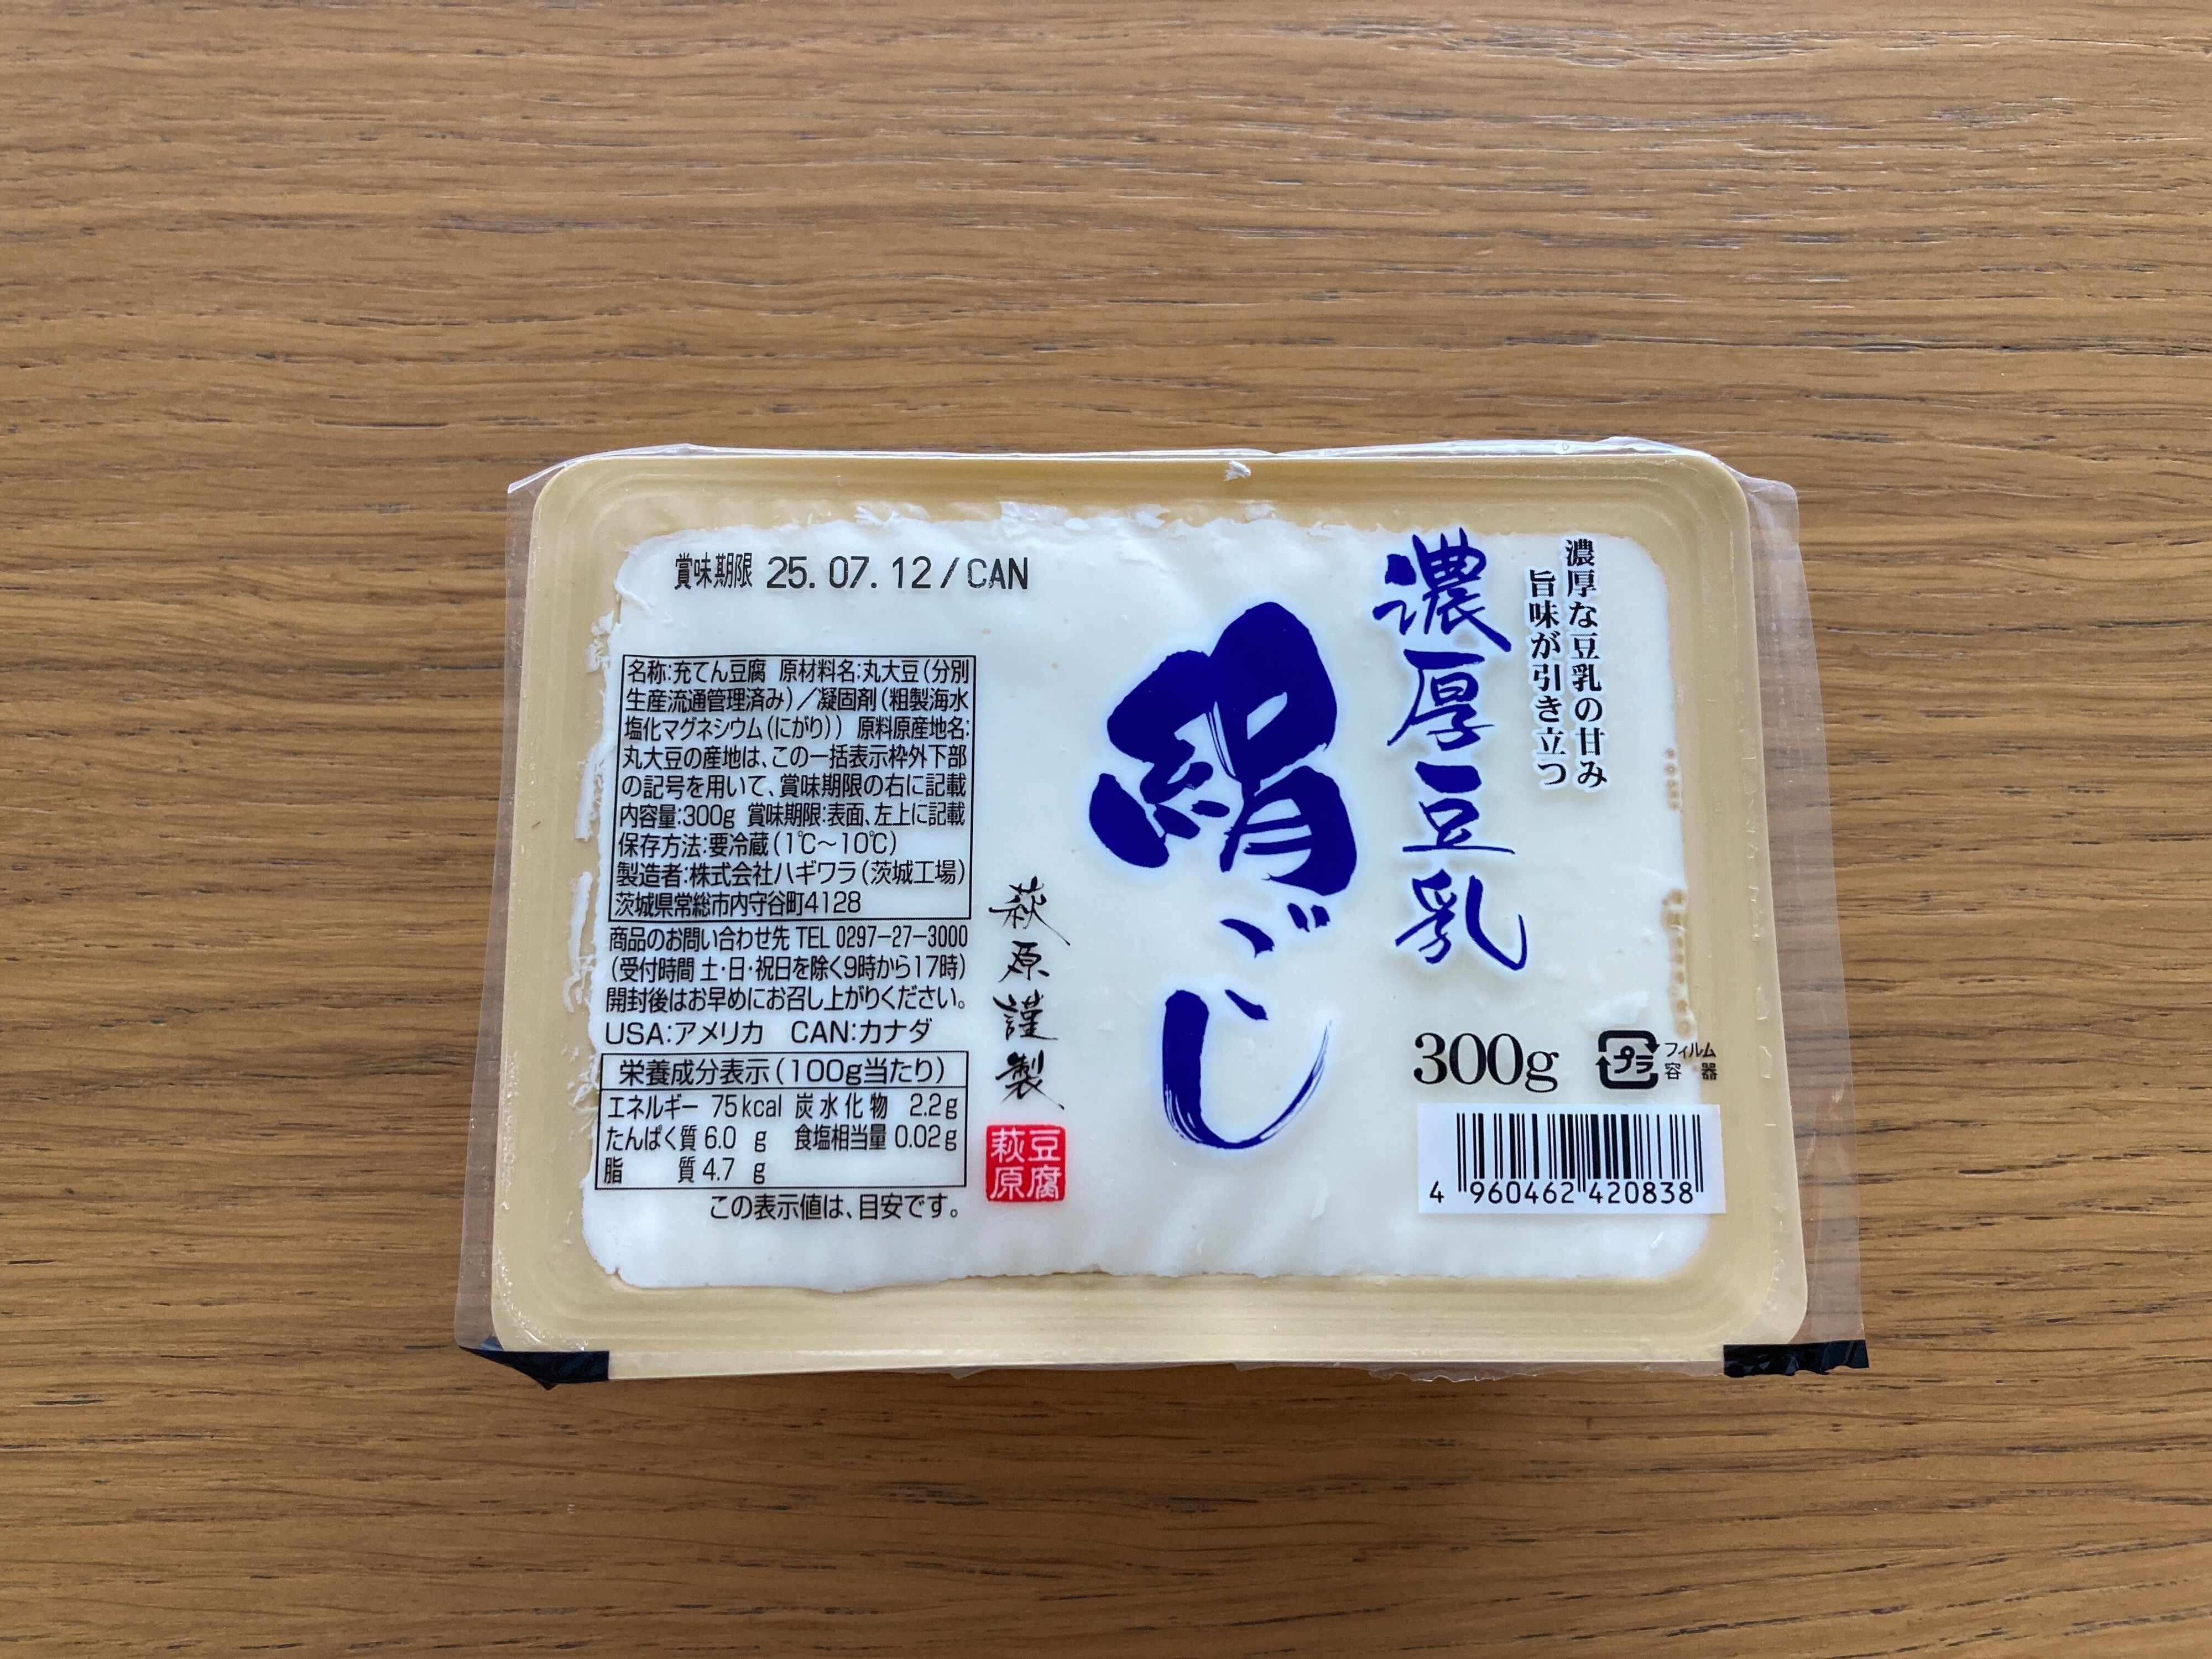 賞味期限 25.07.12/CAN
名称:充てん豆腐 原材料名:丸大豆(分別
生産流通管理済み)/凝固剤(粗製海水
塩化マグネシウム(にがり)) 原料原産地名:
丸大豆の産地は、この一括表示枠外下部
の記号を用いて、賞味期限の右に記載
内容量:300g 賞味期限:表面、左上に記載
保存方法:要冷蔵(1℃~10℃)
製造者:株式会社ハギワラ(茨城工場)
茨城県常総市内守谷町4128
商品のお問い合わせ先 TEL 0297-27-3000
(受付時間 土・日・祝日を除く9時から17時)
開封後はお早めにお召し上がりください。
USA:アメリカ CAN:カナダ
栄養成分表示(100g当たり)
エネルギー 75kcal 炭水化物 2.2g
たんぱく質 6.0 g 食塩相当量 0.02g
脂 質 4.7 g
この表示値は、目安です。
濃厚な豆乳の甘み
旨味が引き立つ
濃厚豆乳
絹ごし
萩原謹製
豆腐
萩原
300g
プラ
フィルム
容器
4 960462 420838